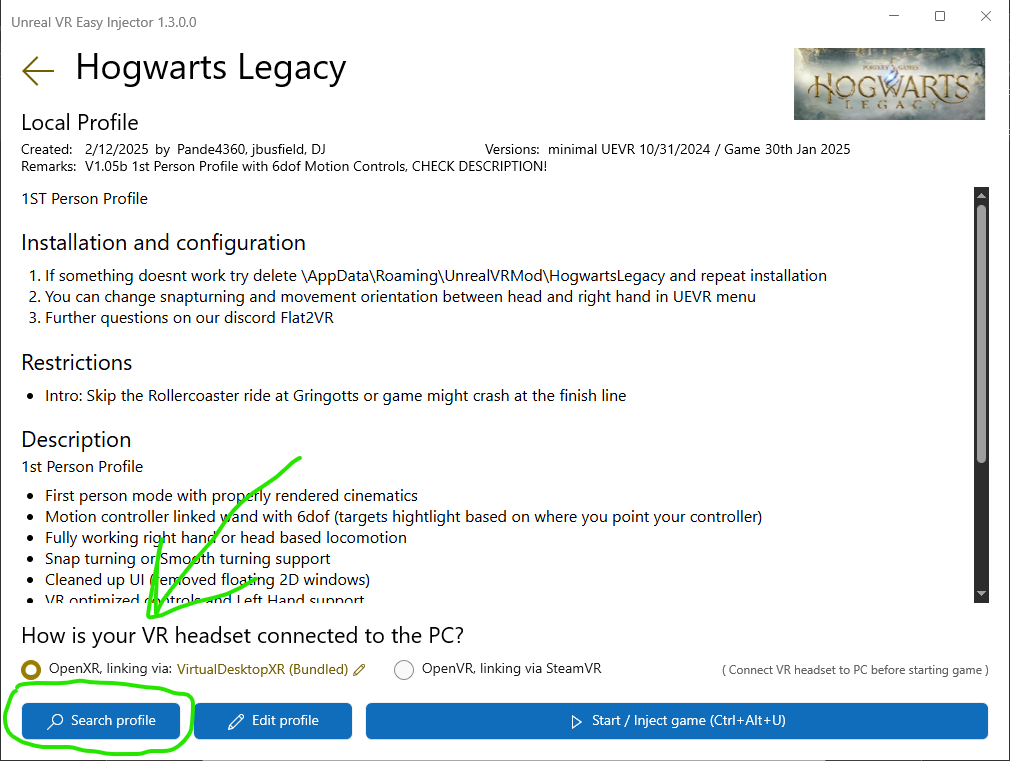 Unreal VR Easy Injector 1.3.0.0
Hogwarts Legacy
PORTKEY GAMES
HOGWARTS
LEGACY
Local Profile
Created: 2/12/2025 by Pande4360, jbusfield, DJ
Versions: minimal UEVR 10/31/2024 / Game 30th Jan 2025
Remarks: V1.05b 1st Person Profile with 6dof Motion Controls, CHECK DESCRIPTION!
1ST Person Profile
Installation and configuration
1. If something doesnt work try delete \AppData\Roaming\UnrealVRMod\HogwartsLegacy and repeat installation
2. You can change snapturning and movement orientation between head and right hand in UEVR menu
3. Further questions on our discord Flat2VR
Restrictions
• Intro: Skip the Rollercoaster ride at Gringotts or game might crash at the finish line
Description
1st Person Profile
• First person mode with properly rendered cinematics
• Motion controller linked wand with 6dof (targets hightlight based on where you point your controller)
• Fully working right hand or head based locomotion
• Snap turning or Smooth turning support
• Cleaned up UI (removed floating 2D windows)
• VR optimized controls and Left Hand support
How is your VR headset connected to the PC?
OpenXR, linking via: VirtualDesktopXR (Bundled)
OpenVR, linking via SteamVR
( Connect VR headset to PC before starting game )
Search profile
Edit profile
Start / Inject game (Ctrl+Alt+U)